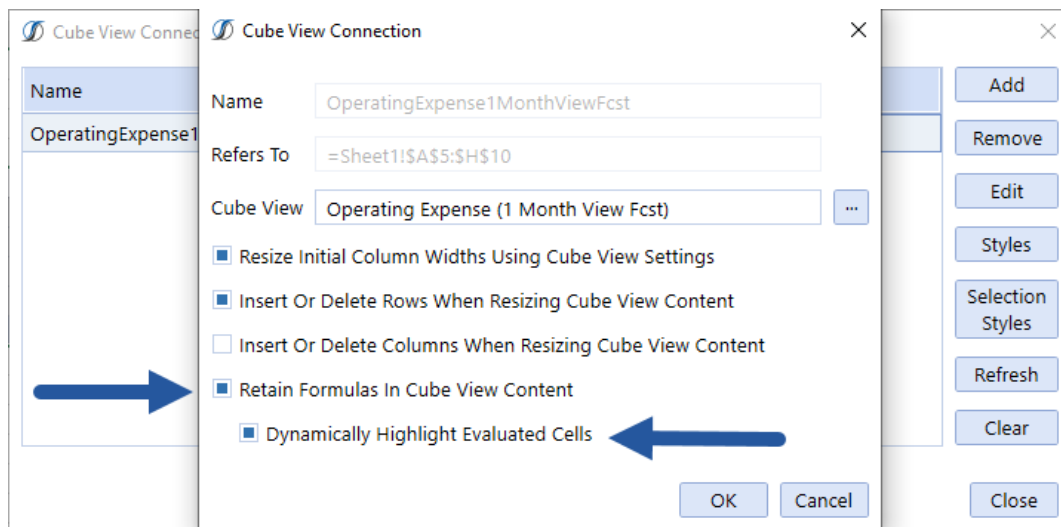 Cube View Connec
Name
OperatingExpense1
Cube View Connection
Name OperatingExpense1MonthViewFcst
Refers To =Sheet1!$A$5:$H$10
Cube View Operating Expense (1 Month View Fcst) ...
Resize Initial Column Widths Using Cube View Settings
Insert Or Delete Rows When Resizing Cube View Content
Insert Or Delete Columns When Resizing Cube View Content
Retain Formulas In Cube View Content
Dynamically Highlight Evaluated Cells
OK Cancel
Add
Remove
Edit
Styles
Selection
Styles
Refresh
Clear
Close